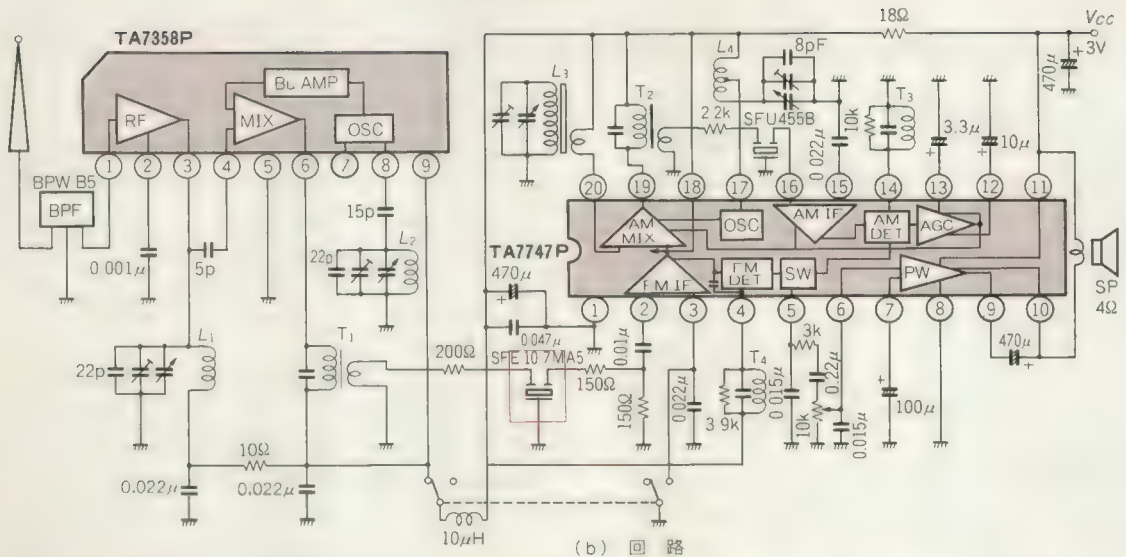 TA7358P
Bu AMP
RF
MIX
OSC
1
2
3
4
5
6
7
8
9
BPW B5
BPF
0.001μ
5p
15p
22p
L2
L1
22p
T1
10Ω
0.022μ
0.022μ
200Ω
SFE 10.7MA5
150Ω
150Ω
0.01μ
0.022μ
10μH
470μ
0.047μ
18Ω
Vcc
3V
470μ
L3
T2
L4
8pF
2.2k
SFU455B
0.022μ
10k
T3
3.3μ
10μ
20
19
18
17
16
15
14
13
12
11
TA7747P
AM MIX
OSC
AM IF
AM DET
AGC
FM IF
FM DET
SW
PW
1
2
3
4
5
6
7
8
9
10
SP
4Ω
T4
3.9k
0.015μ
3k
0.22μ
10k
0.015μ
100μ
470μ
(b) 回路